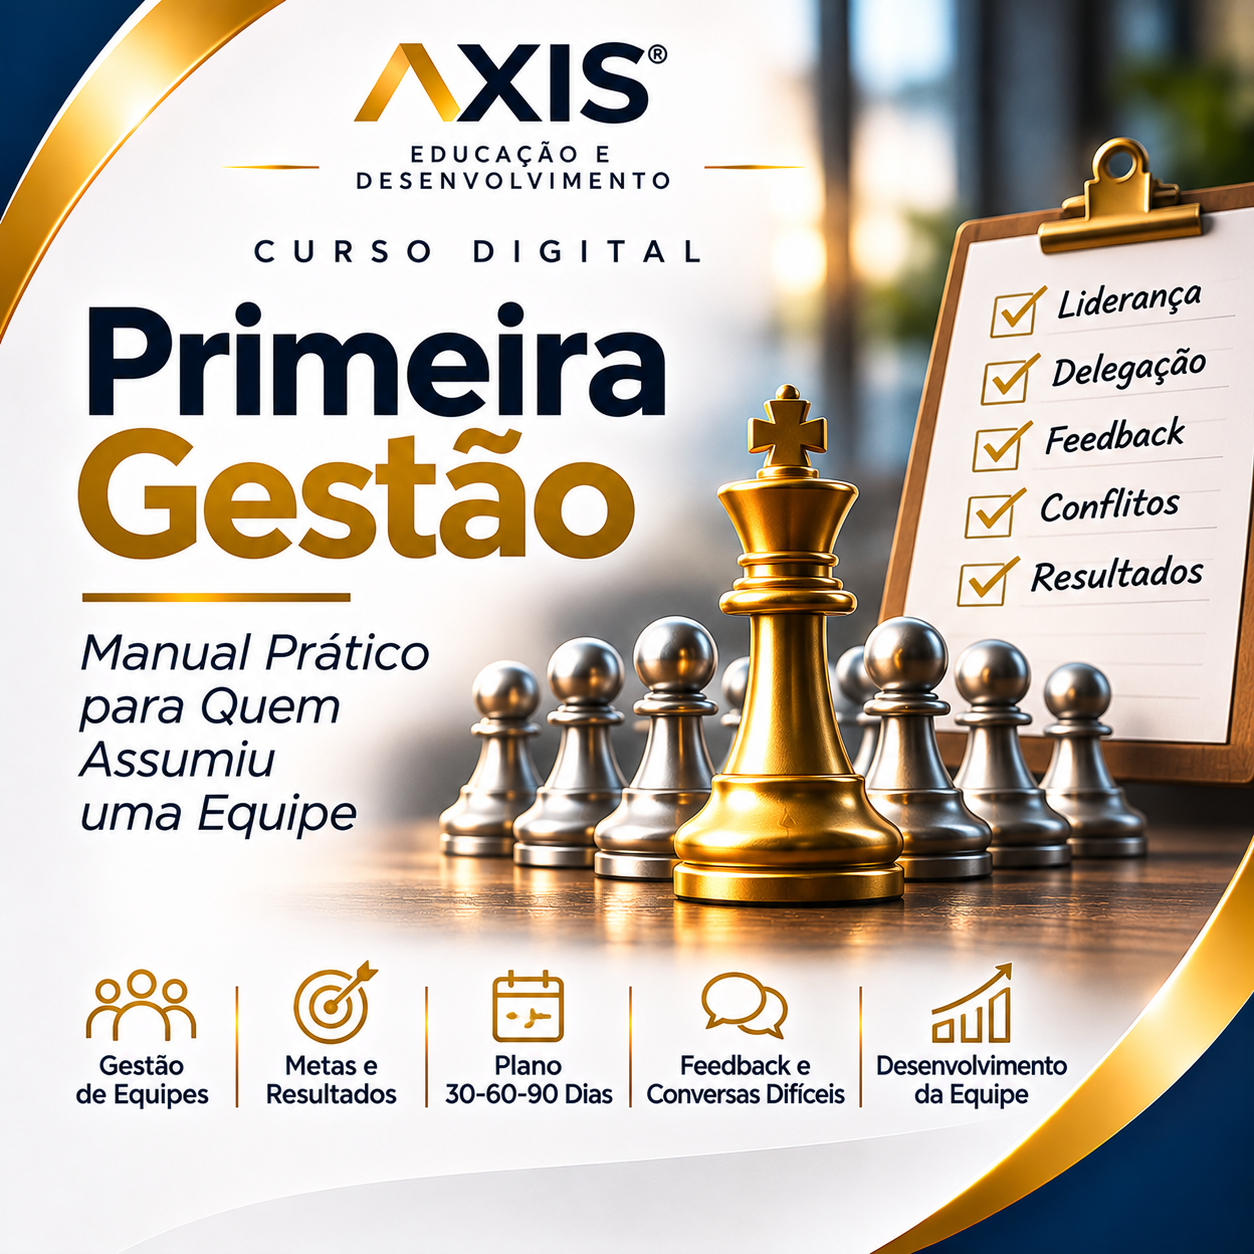 AXIS®
EDUCAÇÃO E
DESENVOLVIMENTO
CURSO DIGITAL
Primeira
Gestão
Manual Prático
para Quem
Assumiu
uma Equipe
Liderança
Delegação
Feedback
Conflitos
Resultados
Gestão
de Equipes
Metas e
Resultados
Plano
30-60-90 Dias
Feedback e
Conversas Difíceis
Desenvolvimento
da Equipe